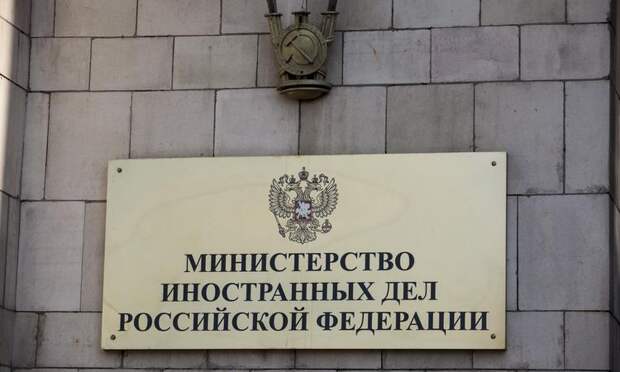 МИНИСТЕРСТВО
ИНОСТРАННЫХ ДЕЛ
РОССИЙСКОЙ ФЕДЕРАЦИИ